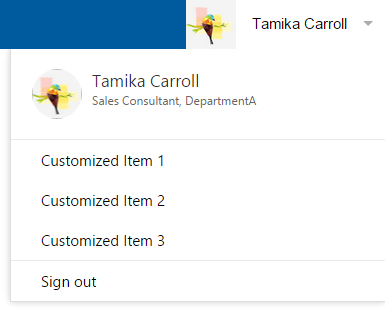 Tamika Carroll
Tamika Carroll
Sales Consultant, DepartmentA
Customized Item 1
Customized Item 2
Customized Item 3
Sign out